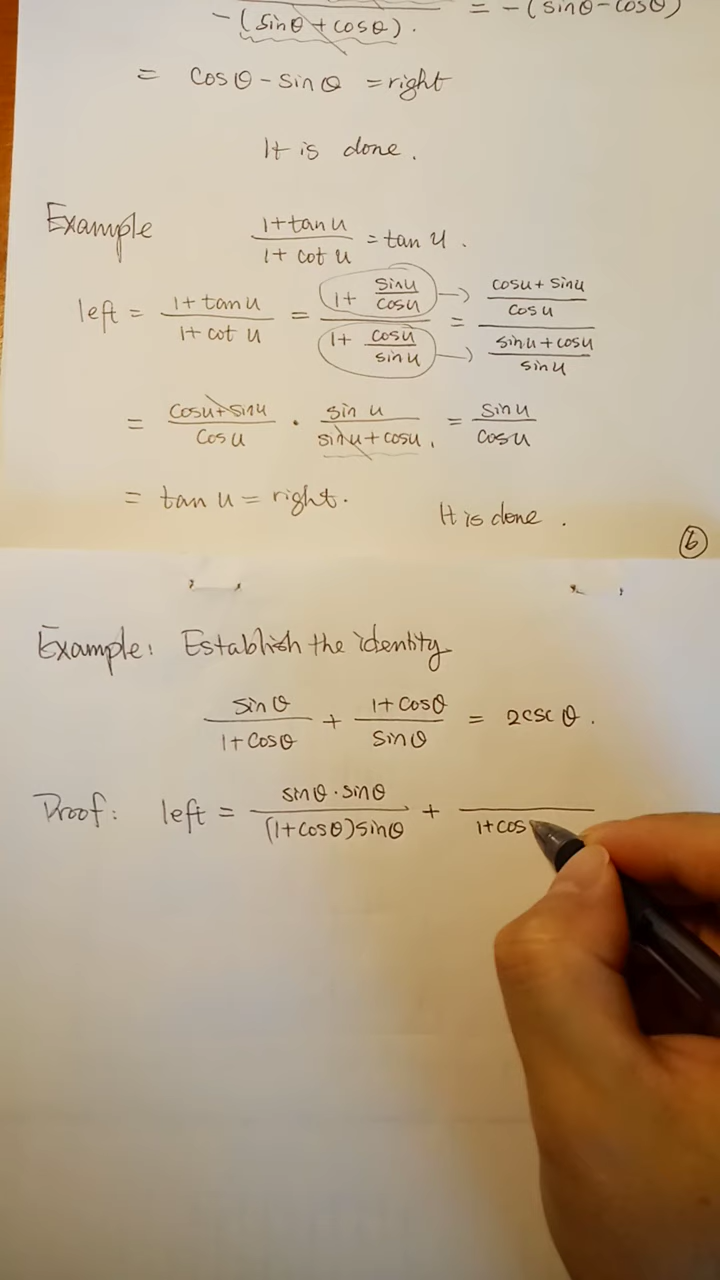 -(sinθ+cosθ). = -(sinθ-cosθ)
= cosθ-sinθ =right
It is done.
Example (1+tan u)/(1+cot u) = tan u.
left = (1+tan u)/(1+cot u) = (1+ sin u/cos u)/(1+ cos u/sin u) → = ((cos u+sin u)/cos u)/((sin u+cos u)/sin u)
= (cos u+sin u)/cos u · sin u/(sin u+cos u) = sin u/cos u
= tan u = right. It is done.
6
Example: Establish the identity
sinθ/(1+cosθ) + (1+cosθ)/sinθ = 2cscθ.
Proof: left = sinθ·sinθ/((1+cosθ)sinθ) + /1+cos